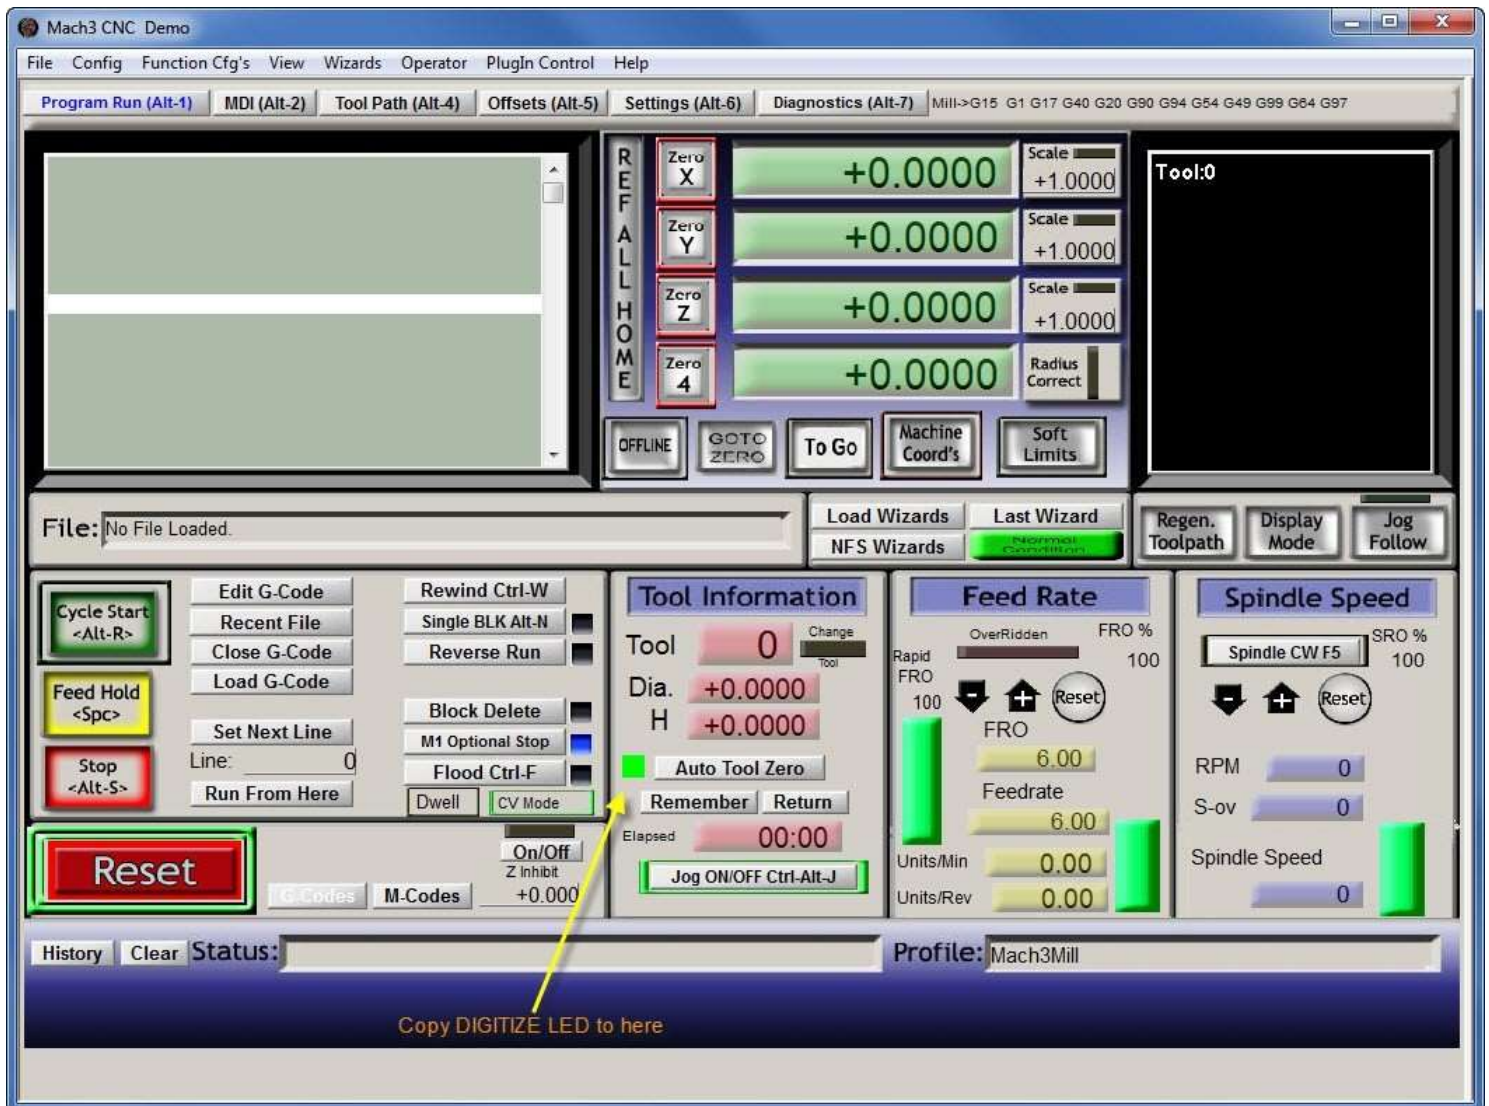 Mach3 CNC Demo
File Config Function Cfg's View Wizards Operator PlugIn Control Help
Program Run (Alt-1) MDI (Alt-2) Tool Path (Alt-4) Offsets (Alt-5) Settings (Alt-6) Diagnostics (Alt-7) Mill->G15 G1 G17 G40 G20 G90 G94 G54 G49 G99 G64 G97
REF ALL HOME
Zero X +0.0000 Scale +1.0000
Zero Y +0.0000 Scale +1.0000
Zero Z +0.0000 Scale +1.0000
Zero 4 +0.0000 Radius Correct
Tool:0
OFFLINE GOTO ZERO To Go Machine Coord's Soft Limits
File: No File Loaded.
Load Wizards Last Wizard
NFS Wizards Normal Condition
Regen. Toolpath Display Mode Jog Follow
Cycle Start <Alt-R>
Feed Hold <Spc>
Stop <Alt-S>
Edit G-Code
Recent File
Close G-Code
Load G-Code
Set Next Line
Line: 0
Run From Here
Rewind Ctrl-W
Single BLK Alt-N
Reverse Run
Block Delete
M1 Optional Stop
Flood Ctrl-F
Dwell CV Mode
Reset
G-Codes M-Codes
On/Off
Z Inhibit
+0.000
Tool Information
Tool 0 Change Tool
Dia. +0.0000
H +0.0000
Auto Tool Zero
Remember Return
Elapsed 00:00
Jog ON/OFF Ctrl-Alt-J
Feed Rate
OverRidden FRO %
100
Rapid FRO
100
Reset
FRO
6.00
Feedrate
6.00
Units/Min 0.00
Units/Rev 0.00
Spindle Speed
Spindle CW F5 SRO %
100
Reset
RPM 0
S-ov 0
Spindle Speed
0
History Clear Status: Profile: Mach3Mill
Copy DIGITIZE LED to here